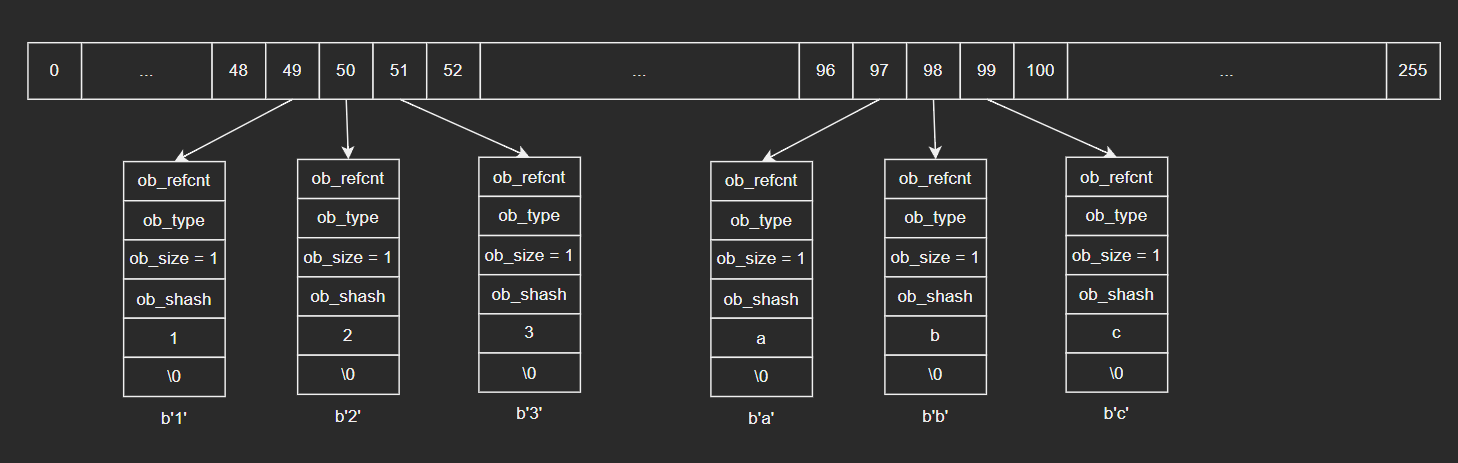 0 ... 48 49 50 51 52 ... 96 97 98 99 100 ... 255
ob_refcnt ob_refcnt ob_refcnt ob_refcnt ob_refcnt ob_refcnt
ob_type ob_type ob_type ob_type ob_type ob_type
ob_size = 1 ob_size = 1 ob_size = 1 ob_size = 1 ob_size = 1 ob_size = 1
ob_shash ob_shash ob_shash ob_shash ob_shash ob_shash
1 2 3 a b c
\0 \0 \0 \0 \0 \0
b'1' b'2' b'3' b'a' b'b' b'c'